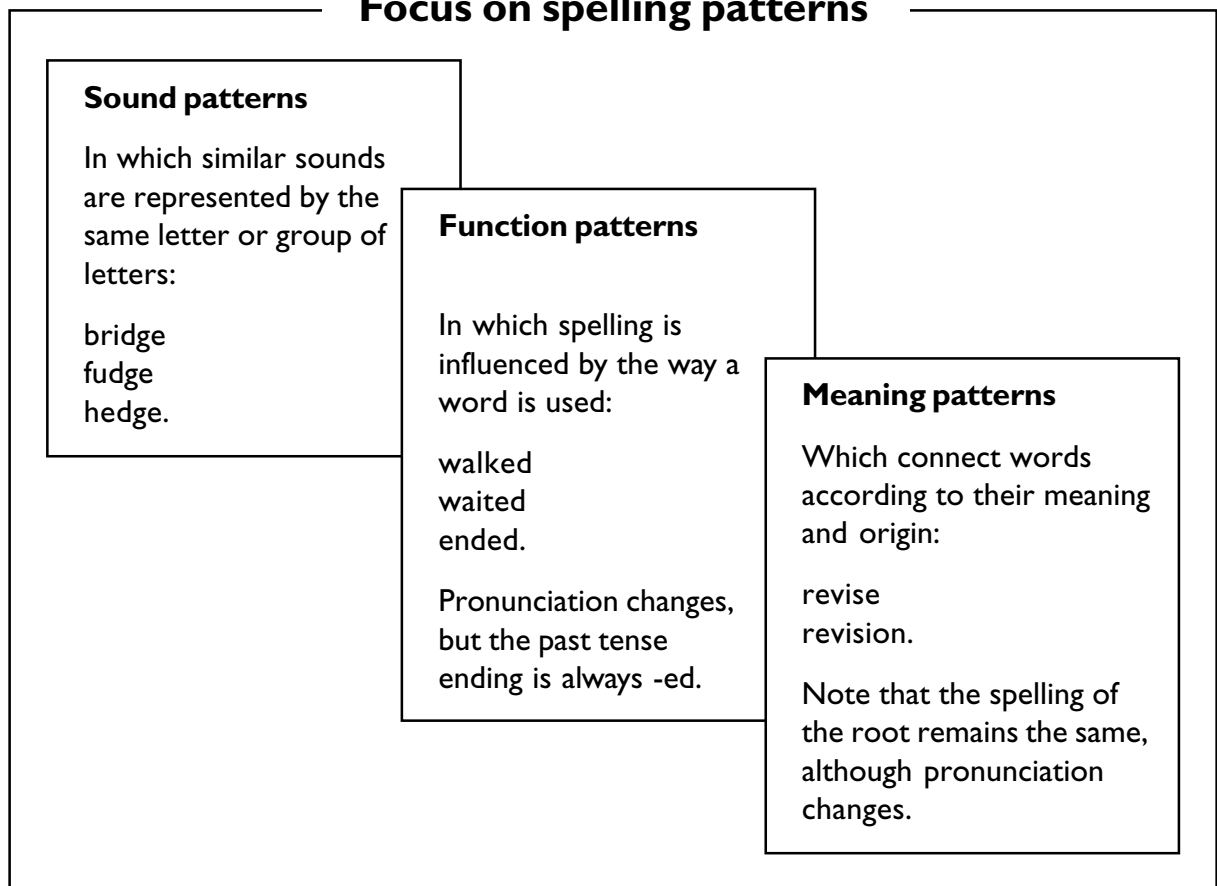 Focus on spelling patterns
Sound patterns
In which similar sounds
are represented by the
same letter or group of
letters:
bridge
fudge
hedge.
Function patterns
In which spelling is
influenced by the way a
word is used:
walked
waited
ended.
Pronunciation changes,
but the past tense
ending is always -ed.
Meaning patterns
Which connect words
according to their meaning
and origin:
revise
revision.
Note that the spelling of
the root remains the same,
although pronunciation
changes.